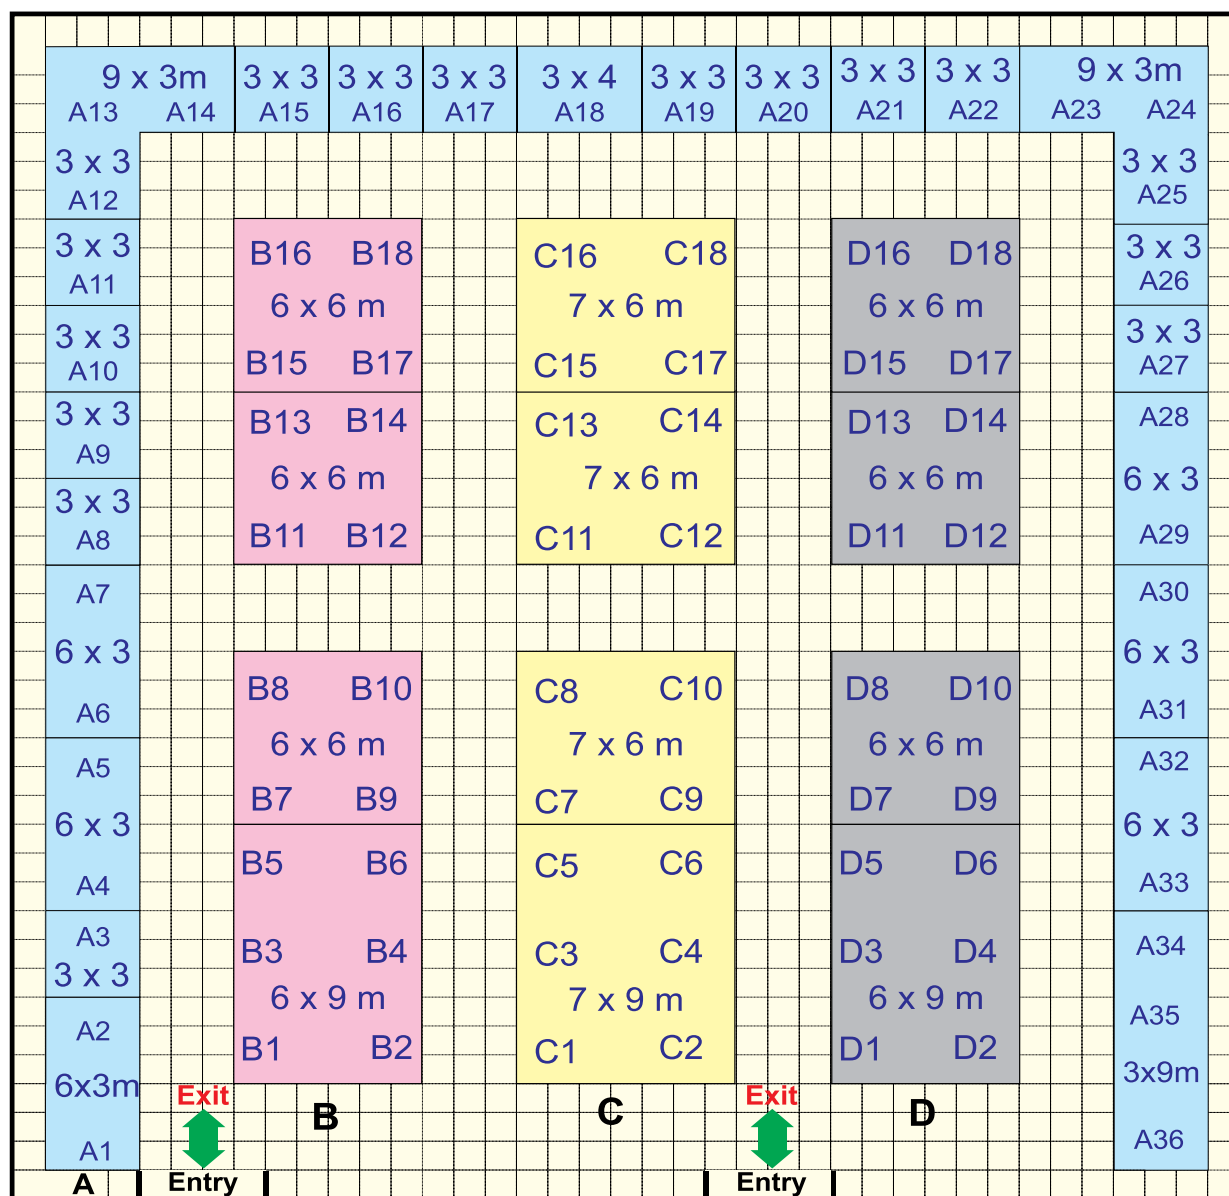 9 x 3m 3 x 3 3 x 3 3 x 3 3 x 4 3 x 3 3 x 3 3 x 3 3 x 3 9 x 3m
A13 A14 A15 A16 A17 A18 A19 A20 A21 A22 A23 A24
3 x 3
A12
3 x 3
A11
3 x 3
A10
3 x 3
A9
3 x 3
A8
A7
6 x 3
A6
A5
6 x 3
A4
A3
3 x 3
A2
6x3m
A1
A
B16 B18
6 x 6 m
B15 B17
B13 B14
6 x 6 m
B11 B12
B8 B10
6 x 6 m
B7 B9
B5 B6
B3 B4
6 x 9 m
B1 B2
B
C16 C18
7 x 6 m
C15 C17
C13 C14
7 x 6 m
C11 C12
C8 C10
7 x 6 m
C7 C9
C5 C6
C3 C4
7 x 9 m
C1 C2
C
D16 D18
6 x 6 m
D15 D17
D13 D14
6 x 6 m
D11 D12
D8 D10
6 x 6 m
D7 D9
D5 D6
D3 D4
6 x 9 m
D1 D2
D
3 x 3
A25
3 x 3
A26
3 x 3
A27
A28
6 x 3
A29
A30
6 x 3
A31
A32
6 x 3
A33
A34
A35
3x9m
A36
Exit
Entry
Exit
Entry